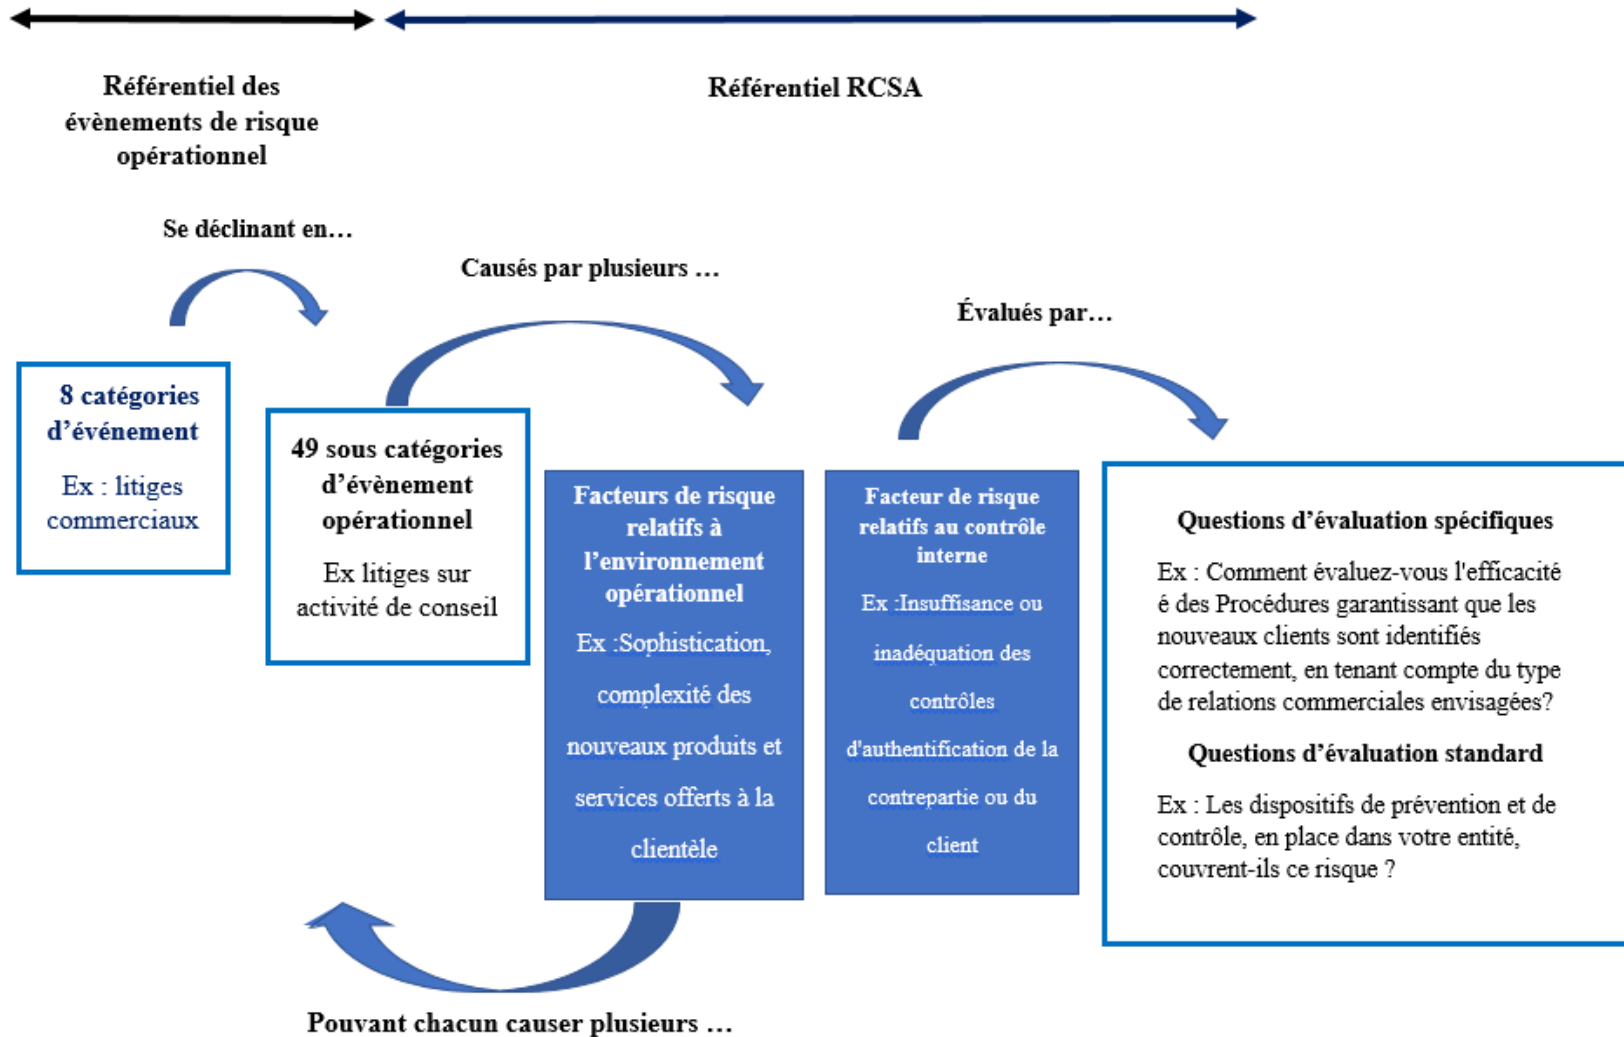 Référentiel des
évènements de risque
opérationnel
Référentiel RCSA
Se déclinant en…
Causés par plusieurs …
Évalués par…
8 catégories
d’événement
Ex : litiges
commerciaux
49 sous catégories
d’évènement
opérationnel
Ex litiges sur
activité de conseil
Facteurs de risque
relatifs à
l’environnement
opérationnel
Ex :Sophistication,
complexité des
nouveaux produits et
services offerts à la
clientèle
Facteur de risque
relatifs au contrôle
interne
Ex :Insuffisance ou
inadéquation des
contrôles
d'authentification de la
contrepartie ou du
client
Questions d’évaluation spécifiques
Ex : Comment évaluez-vous l'efficacité
é des Procédures garantissant que les
nouveaux clients sont identifiés
correctement, en tenant compte du type
de relations commerciales envisagées?
Questions d’évaluation standard
Ex : Les dispositifs de prévention et de
contrôle, en place dans votre entité,
couvrent-ils ce risque ?
Pouvant chacun causer plusieurs …